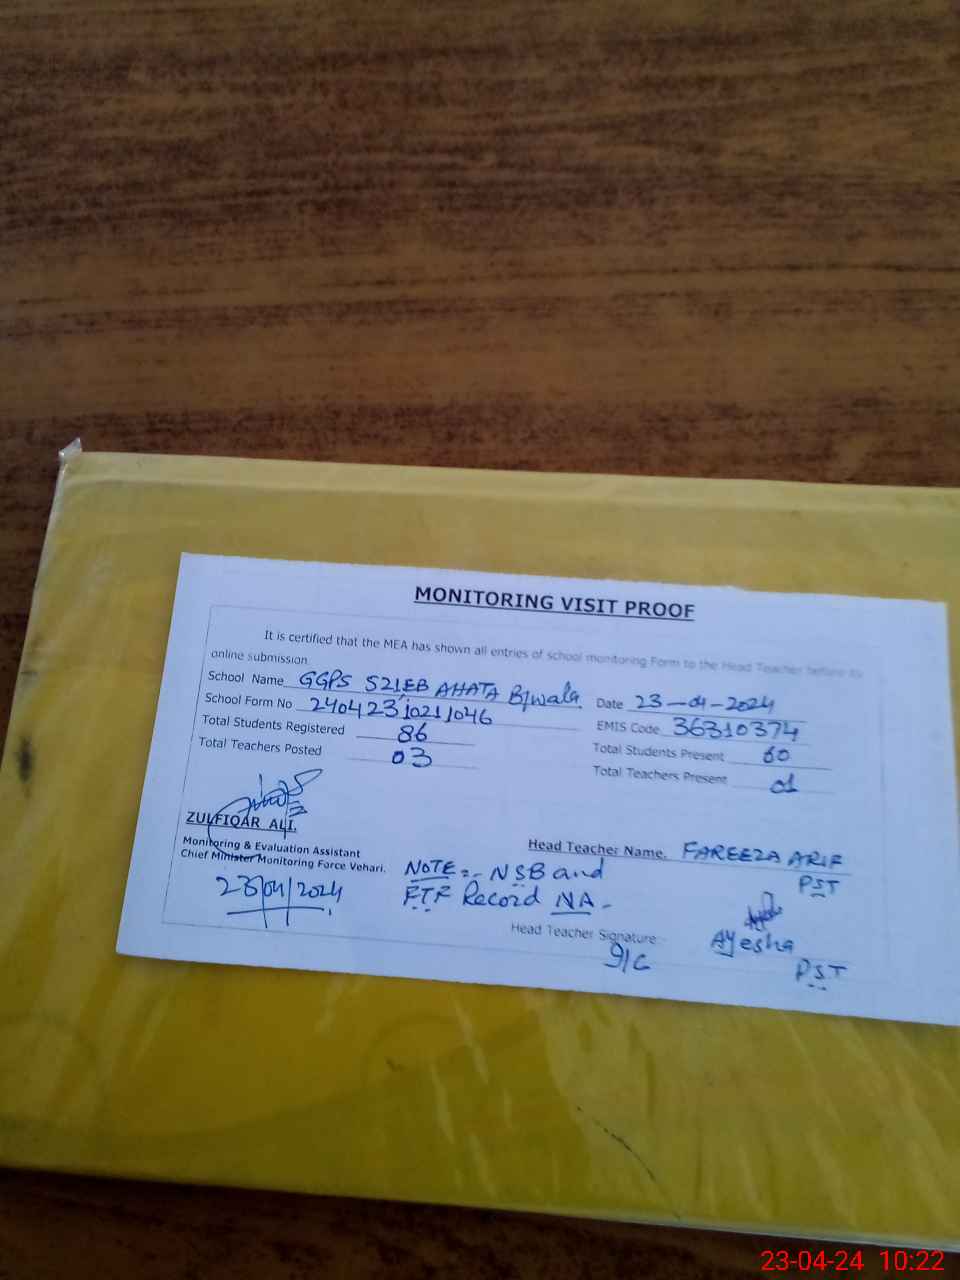 MONITORING VISIT PROOF
It is certified that the MEA has shown all entries of school monitoring Form to the Head Teacher before its
online submission.
School Name GGPS 521EB AHATA B/wala. Date 23-04-2024
School Form No 24042310211046 EMIS Code 36310374
Total Students Registered 86 Total Students Present 60
Total Teachers Posted 03 Total Teachers Present 01
ZULFIQAR ALI.
Monitoring & Evaluation Assistant
Chief Minister Monitoring Force Vehari.
23/04/2024
Head Teacher Name. FAREEZA ARIF
PST
NOTE:- NSB and
FTF Record NA -
Head Teacher Signature: Ayesha
I/C PST
23-04-24 10:22